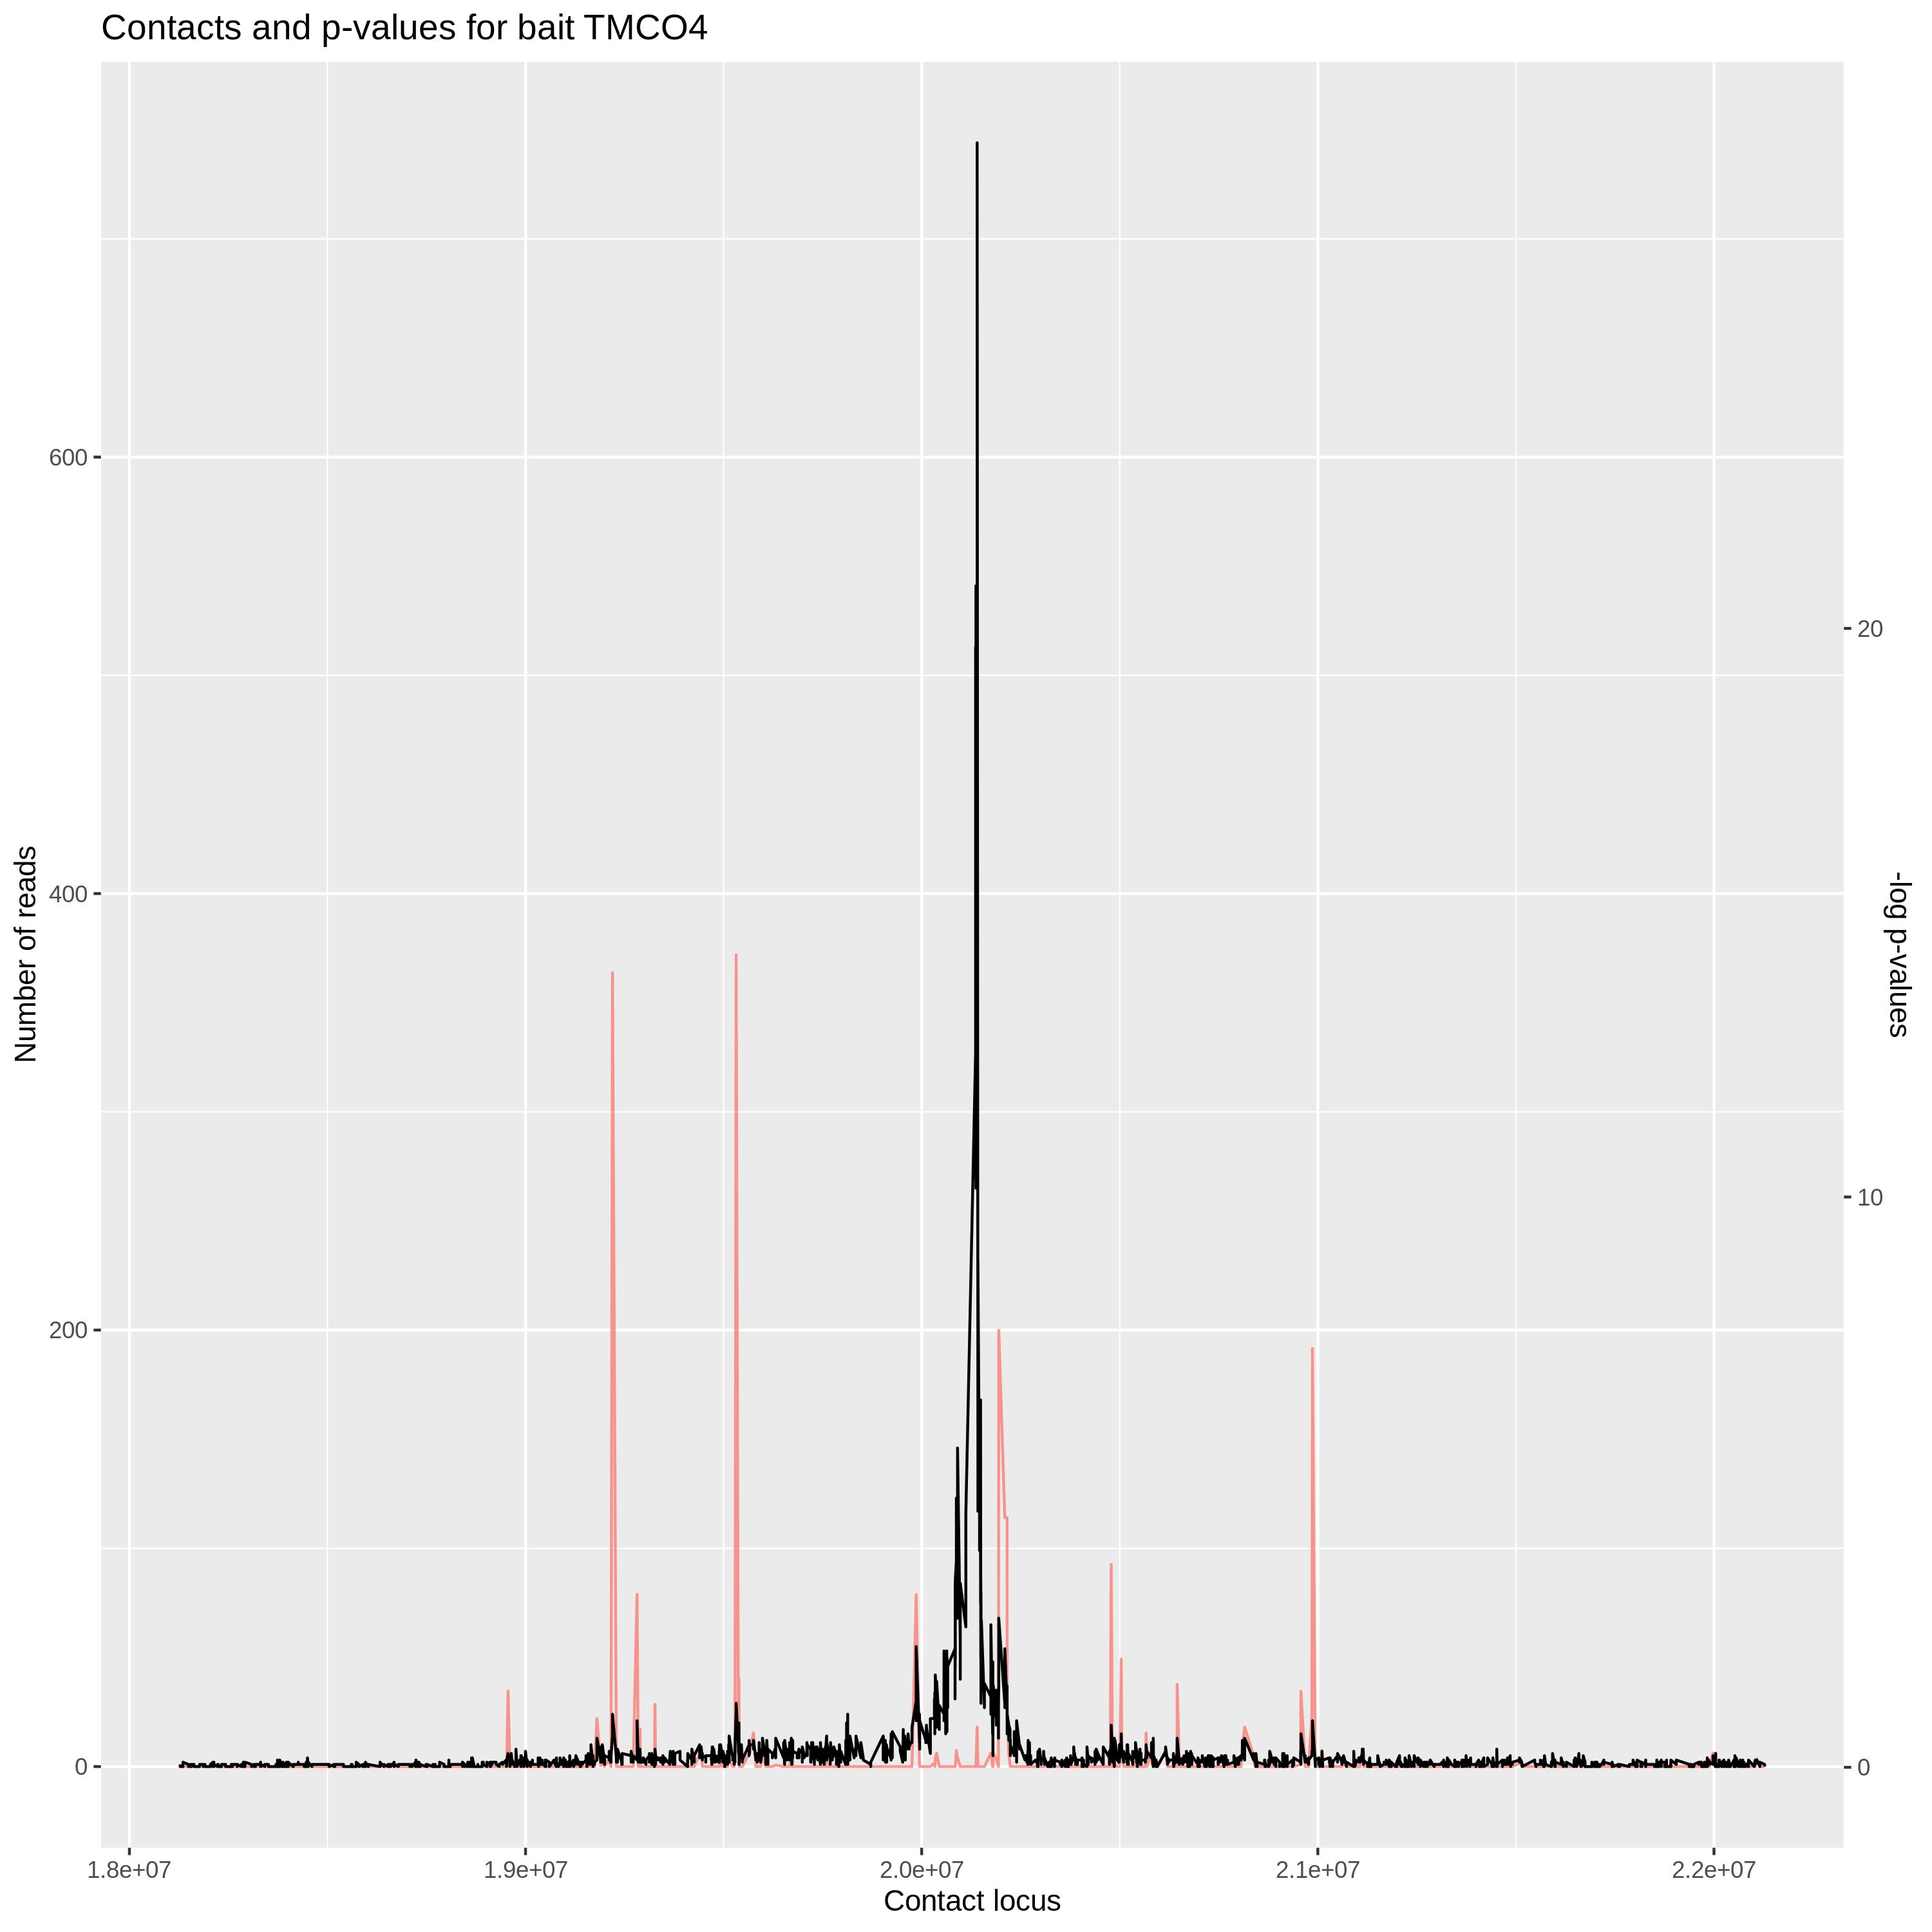 Contacts and p-values for bait TMCO4
Number of reads
600
400
200
0
20
10
0
-log p-values
1.8e+07
1.9e+07
2.0e+07
2.1e+07
2.2e+07
Contact locus